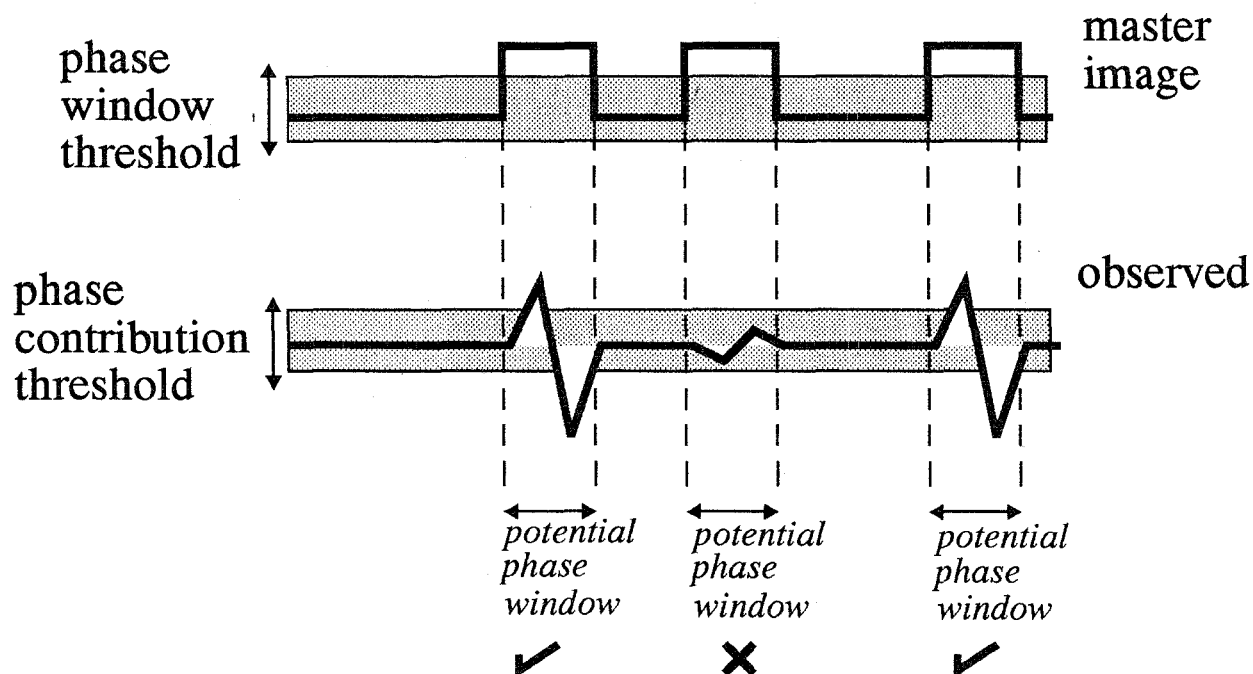 phase
window
threshold
master
image
phase
contribution
threshold
observed
potential
phase
window
potential
phase
window
potential
phase
window